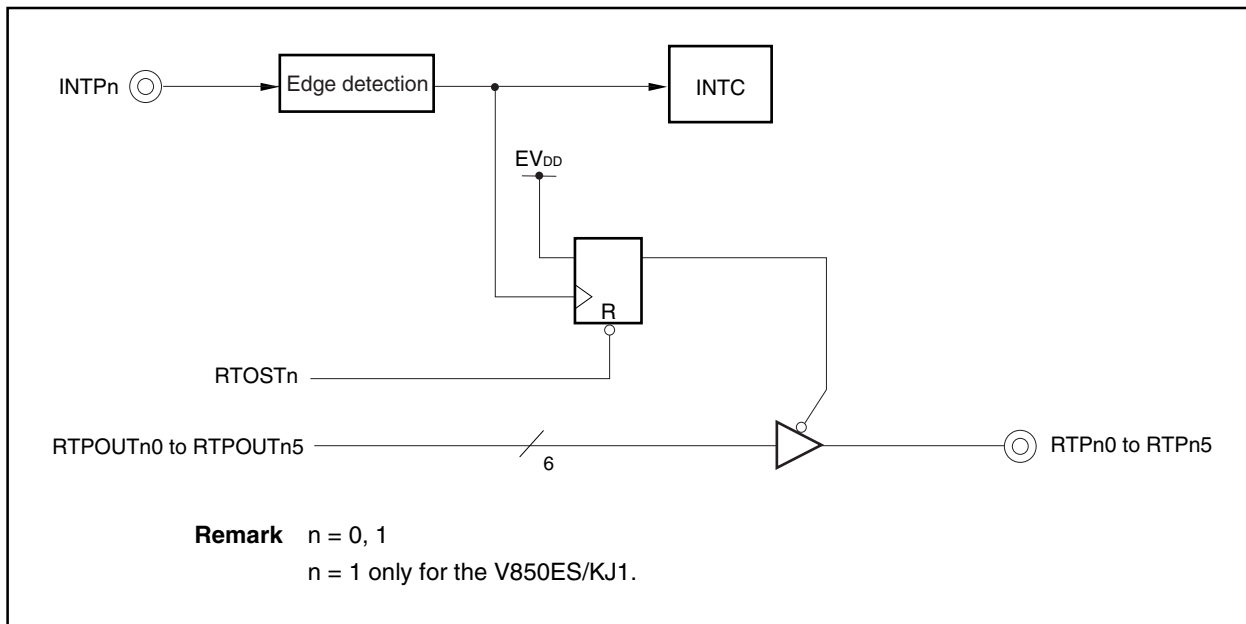 INTPn
Edge detection
INTC
EVDD
R
RTOSTn
RTPOUTn0 to RTPOUTn5
6
RTPn0 to RTPn5
Remark n = 0, 1
n = 1 only for the V850ES/KJ1.